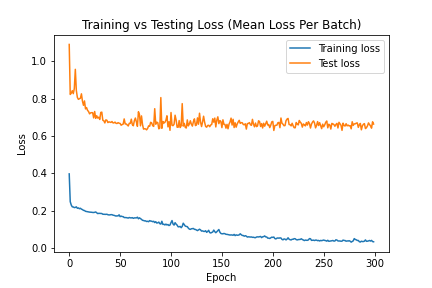 Training vs Testing Loss (Mean Loss Per Batch)
Training loss
Test loss
Loss
1.0
0.8
0.6
0.4
0.2
0.0
0 50 100 150 200 250 300
Epoch